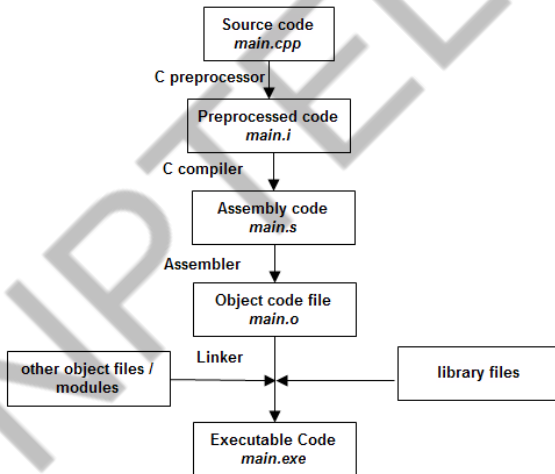 Source code
main.cpp
C preprocessor
Preprocessed code
main.i
C compiler
Assembly code
main.s
Assembler
Object code file
main.o
Linker
other object files /
modules
library files
Executable Code
main.exe
NPTEL